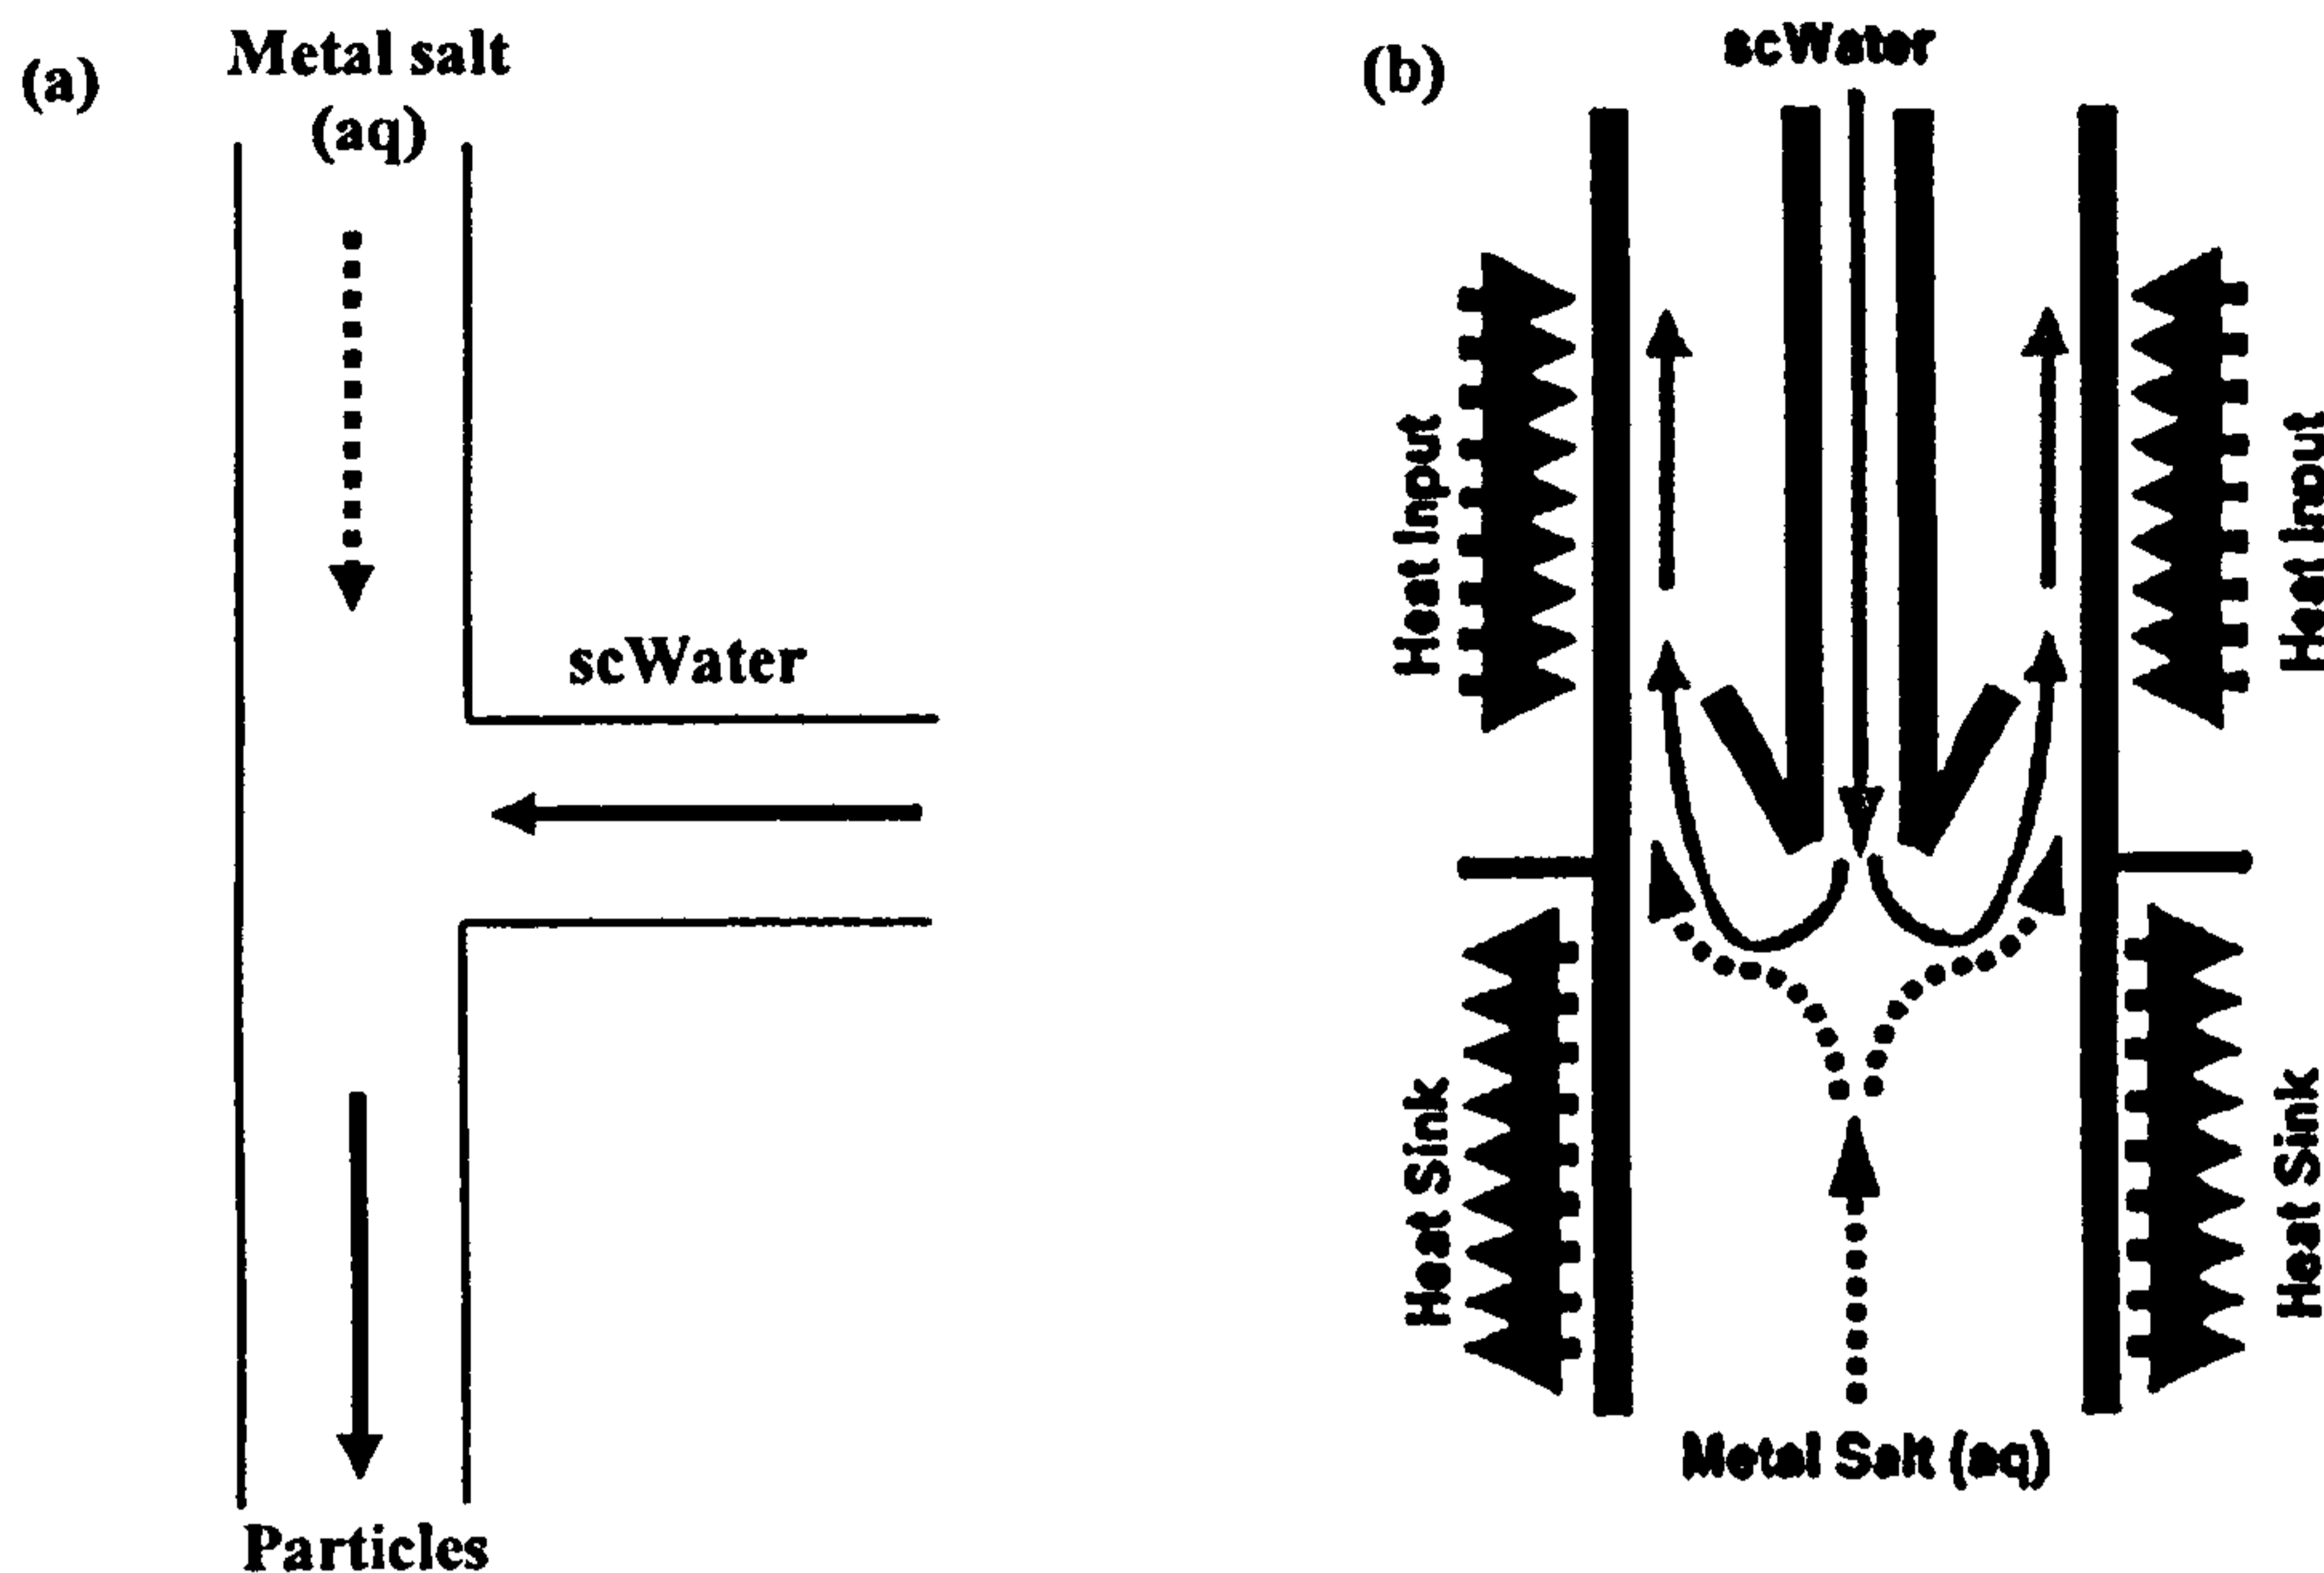 (a)
Metal salt
(aq)
scWater
Particles
(b)
scWater
Heat Input
Heat Input
Heat Sink
Heat Sink
Metal Salt (aq)